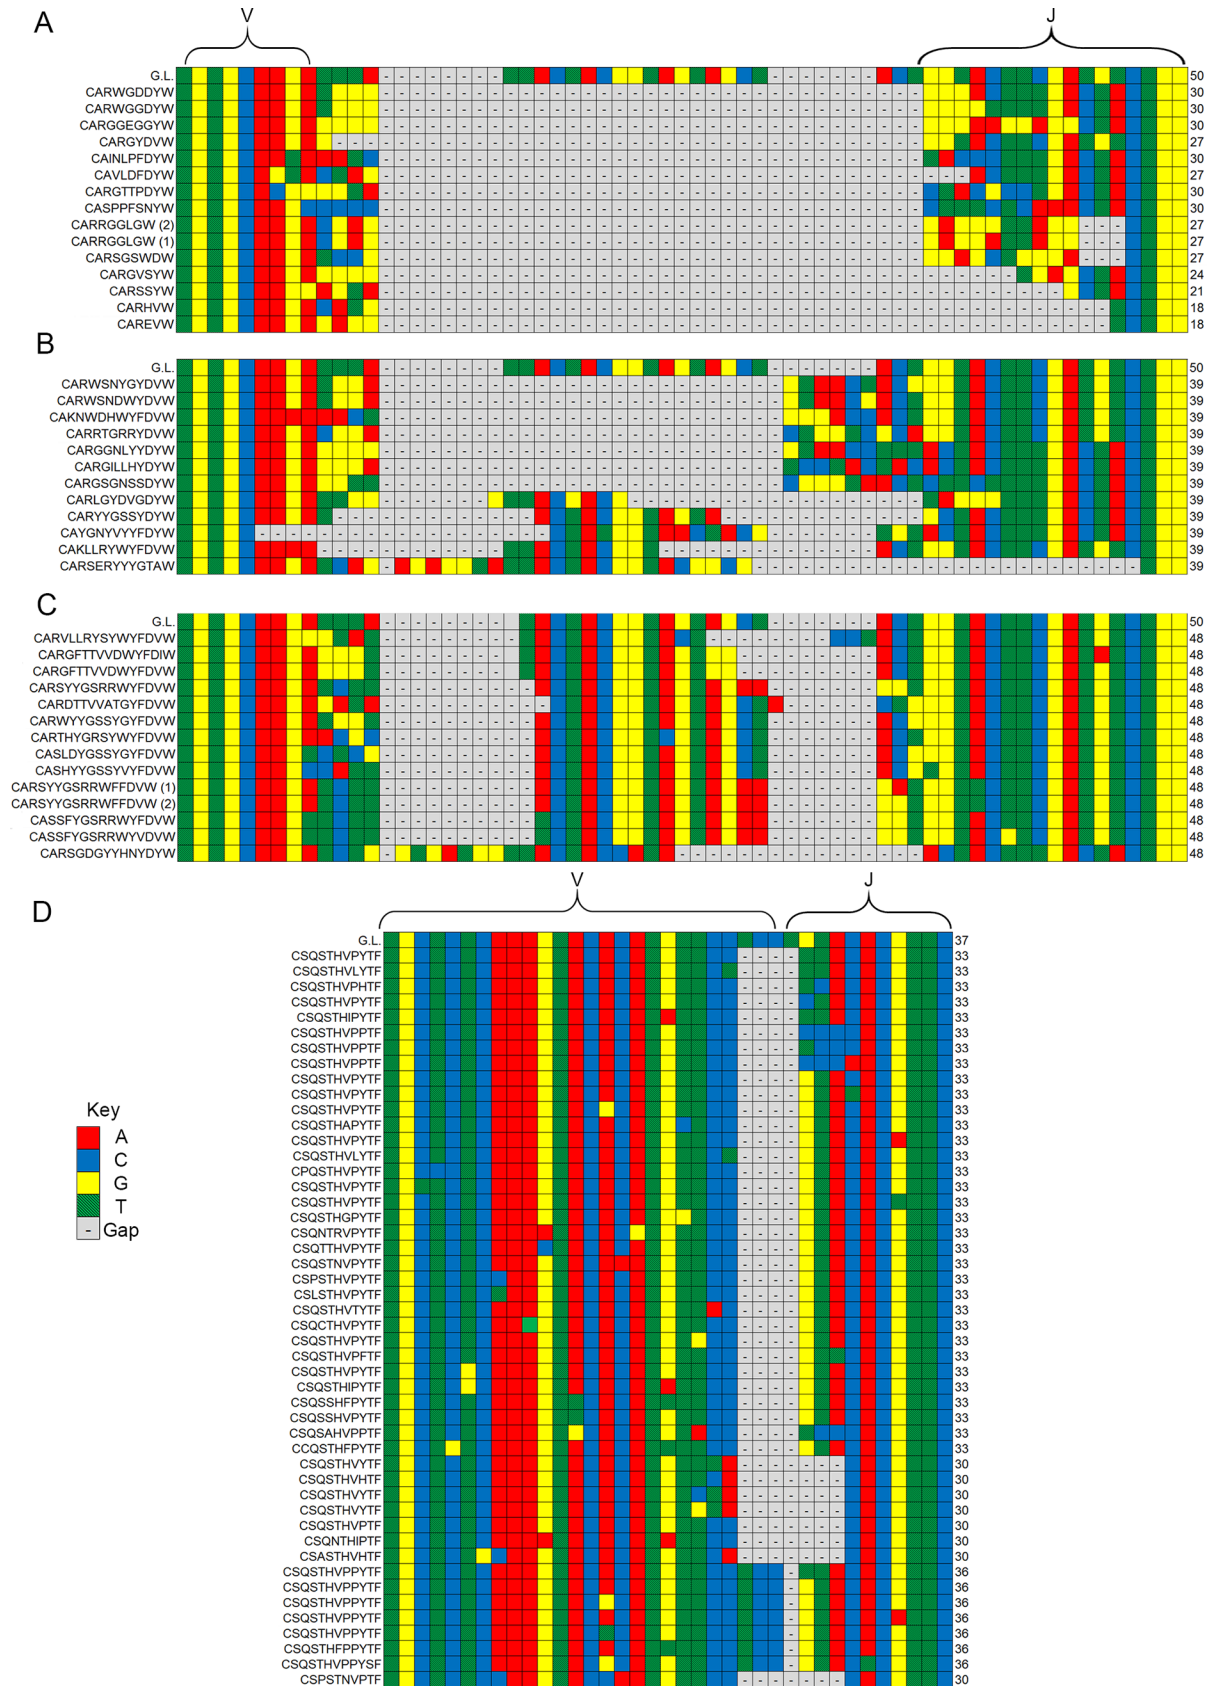 A
V
J
G.L. 50
CARWGDDYW 30
CARWGGDYW 30
CARGGEGGYW 30
CARGYDVW 27
CAINLPFDYW 30
CAVLDFDYW 27
CARGTTPDYW 30
CASPPFSNYW 30
CARRGGLGW (2) 27
CARRGGLGW (1) 27
CARSGSWDW 27
CARGVSYW 24
CARSSYW 21
CARHVW 18
CAREVW 18
B
G.L. 50
CARWSNYGYDVW 39
CARWSNDWYDVW 39
CAKNWDHWYFDVW 39
CARRTGRRYDVW 39
CARGGNLYYDYW 39
CARGILLHYDYW 39
CARGSGNSSDYW 39
CARLGYDVGDYW 39
CARYYGSSYDYW 39
CAYGNYVYYFDYW 39
CAKLLRYWYFDVW 39
CARSERYYYGTAW 39
C
G.L. 50
CARVLLRYSYWYFDVW 48
CARGFTTVVDWYFDIW 48
CARGFTTVVDWYFDVW 48
CARSYYGSRRWYFDVW 48
CARDTTVVATGYFDVW 48
CARWYYGSSYGYFDVW 48
CARTHYGRSYWYFDVW 48
CASLDYGSSYGYFDVW 48
CASHYYGSSYVYFDVW 48
CARSYYGSRRWFFDVW (1) 48
CARSYYGSRRWFFDVW (2) 48
CASSFYGSRRWYFDVW 48
CASSFYGSRRWYVDVW 48
CARSGDGYYHNYDYW 48
D
V
J
G.L. 37
CSQSTHVPYTF 33
CSQSTHVLYTF 33
CSQSTHVPHTF 33
CSQSTHVPYTF 33
CSQSTHIPYTF 33
CSQSTHVPPTF 33
CSQSTHVPPTF 33
CSQSTHVPPTF 33
CSQSTHVPYTF 33
CSQSTHVPYTF 33
CSQSTHVPYTF 33
CSQSTHAPYTF 33
CSQSTHVPYTF 33
CSQSTHVLYTF 33
CPQSTHVPYTF 33
CSQSTHVPYTF 33
CSQSTHVPYTF 33
CSQSTHGPYTF 33
CSQNTRVPYTF 33
CSQTTHVPYTF 33
CSQSTNVPYTF 33
CSPSTHVPYTF 33
CSLSTHVPYTF 33
CSQSTHVTYTF 33
CSQCTHVPYTF 33
CSQSTHVPYTF 33
CSQSTHVPFTF 33
CSQSTHVPYTF 33
CSQSTHIPYTF 33
CSQSSHFPYTF 33
CSQSSHVPYTF 33
CSQSAHVPPTF 33
CCQSTHFPYTF 33
CSQSTHVYTF 30
CSQSTHVHTF 30
CSQSTHVYTF 30
CSQSTHVYTF 30
CSQSTHVPTF 30
CSQNTHIPTF 30
CSASTHVHTF 30
CSQSTHVPPYTF 36
CSQSTHVPPYTF 36
CSQSTHVPPYTF 36
CSQSTHVPPYTF 36
CSQSTHVPPYTF 36
CSQSTHFPPYTF 36
CSQSTHVPPYSF 36
CSPSTNVPTF 30
Key
A
C
G
T
- Gap